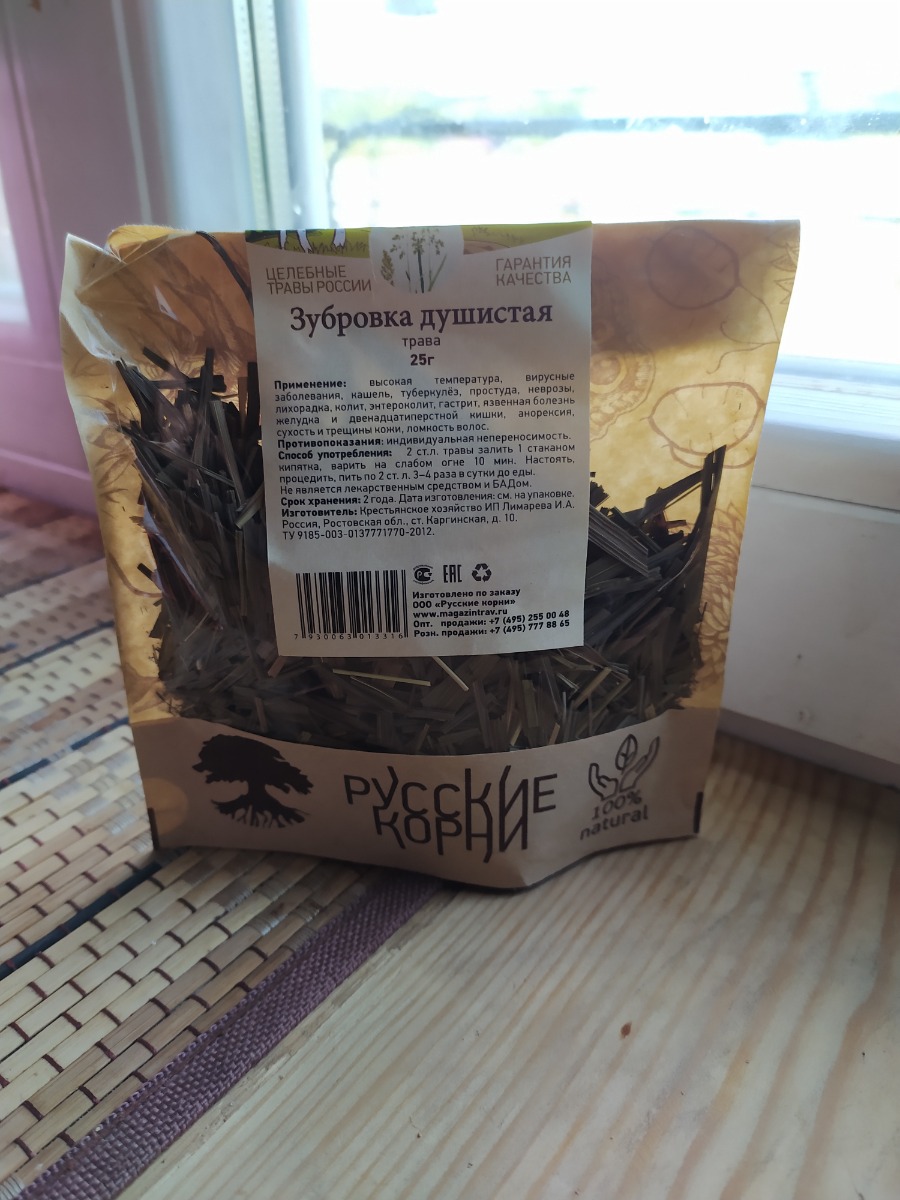 ЦЕЛЕБНЫЕ
ТРАВЫ РОССИИ
ГАРАНТИЯ
КАЧЕСТВА
Зубровка душистая
трава
25г
Применение: высокая температура, вирусные
заболевания, кашель, туберкулёз, простуда, неврозы,
лихорадка, колит, энтероколит, гастрит, язвенная болезнь
желудка и двенадцатиперстной кишки, анорексия,
сухость и трещины кожи, ломкость волос.
Противопоказания: индивидуальная непереносимость.
Способ употребления: 2 ст.л. травы залить 1 стаканом
кипятка, варить на слабом огне 10 мин. Настоять,
процедить, пить по 2 ст. л. 3–4 раза в сутки до еды.
Не является лекарственным средством и БАДом.
Срок хранения: 2 года. Дата изготовления: см. на упаковке.
Изготовитель: Крестьянское хозяйство ИП Лимарева И.А.
Россия, Ростовская обл., ст. Каргинская, д. 10.
ТУ 9185-003-0137771770-2012.
РС ЕАС
Изготовлено по заказу
ООО «Русские корни»
www.magazintrav.ru
Опт. продажи: +7 (495) 255 00 48
Розн. продажи: +7 (495) 777 88 65
7 930063 013316
РУССКИЕ
КОРНИ
100%
natural